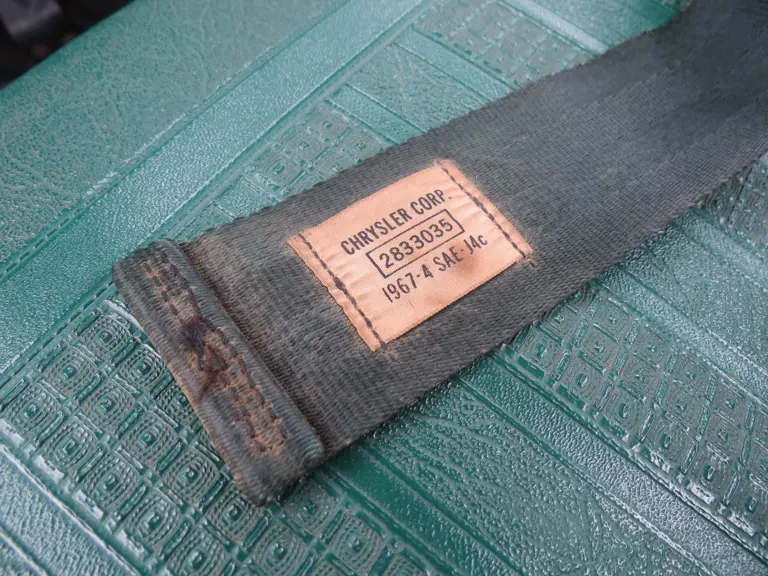 CHRYSLER CORP.
2833035
1967-4 SAE-J4c